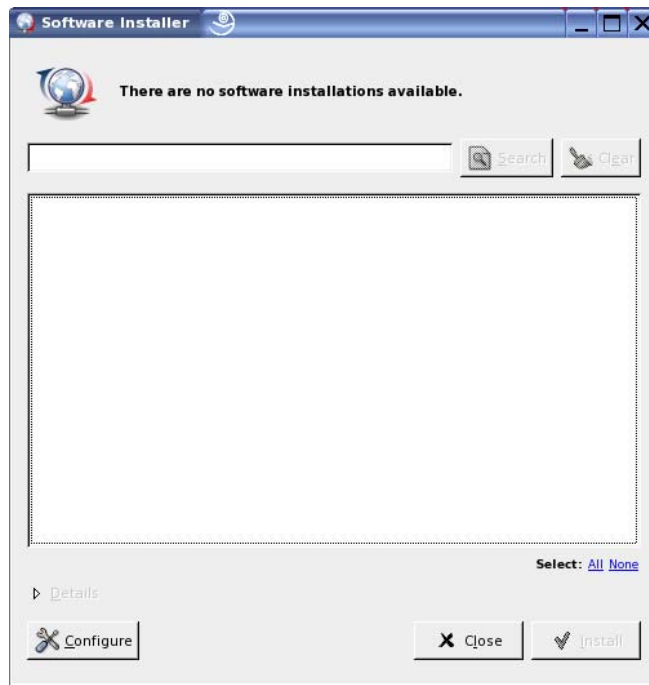 Software Installer
There are no software installations available.
Search
Clear
Select: All None
Details
Configure
Close
Install